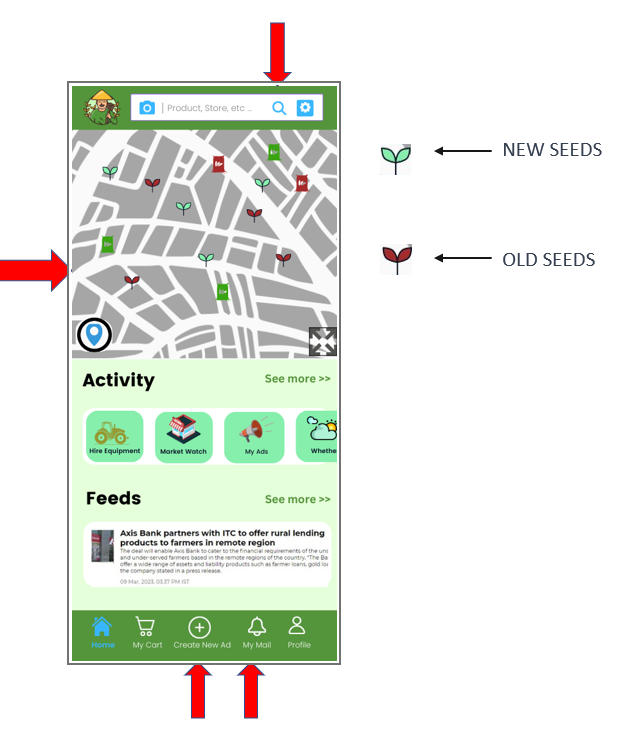 Product, Store, etc ..
NEW SEEDS
OLD SEEDS
Activity
See more >>
Hire Equipment
Market Watch
My Ads
Whethe
Feeds
See more >>
Axis Bank partners with ITC to offer rural lending
products to farmers in remote region
The deal will enable Axis Bank to cater to the financial requirements of the uns
and under-served farmers based in the remote regions of the country. "The Ba
offer a wide range of assets and liability products such as farmer loans, gold loa
the company stated in a press release.
09 Mar, 2023, 03.37 PM IST
Home
My Cart
Create New Ad
My Mail
Profile